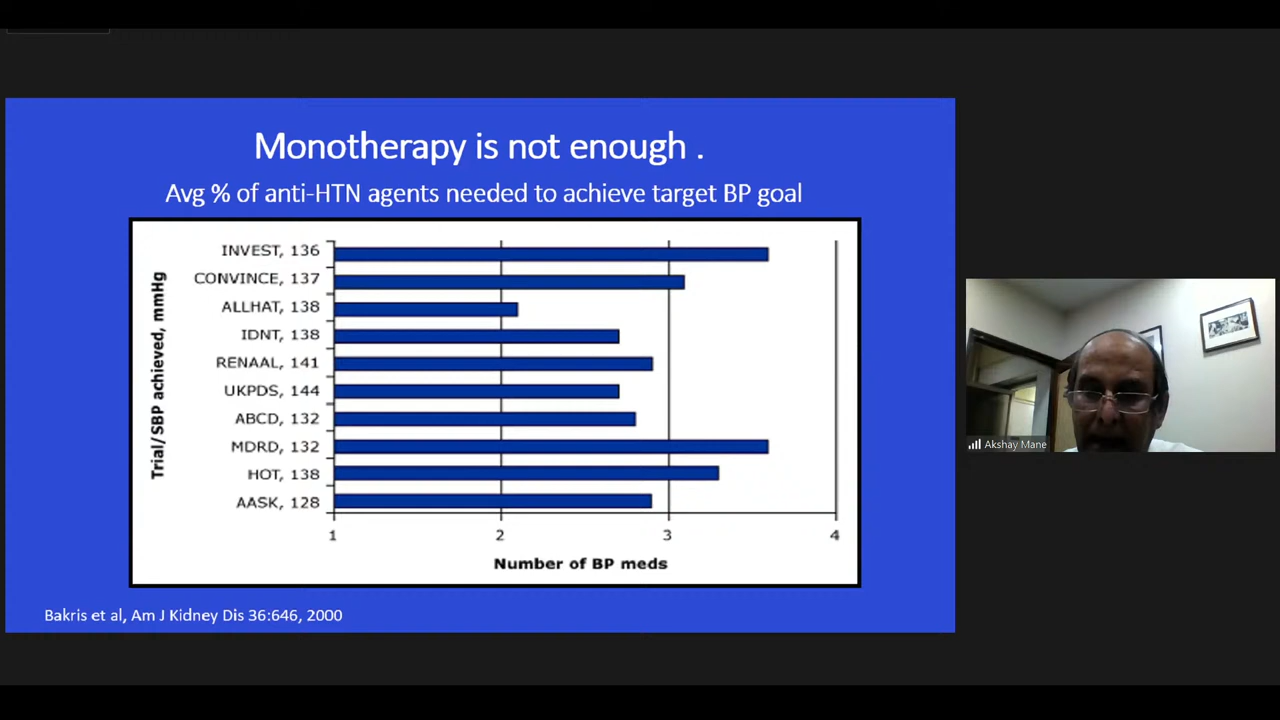 Monotherapy is not enough .
Avg % of anti-HTN agents needed to achieve target BP goal
Trial/SBP achieved, mmHg
INVEST, 136
CONVINCE, 137
ALLHAT, 138
IDNT, 138
RENAAL, 141
UKPDS, 144
ABCD, 132
MDRD, 132
HOT, 138
AASK, 128
1 2 3 4
Number of BP meds
Bakris et al, Am J Kidney Dis 36:646, 2000
Akshay Mane